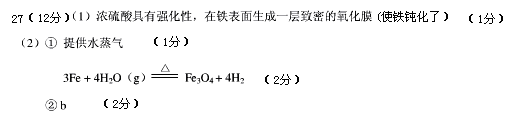 27（12分）（1）浓硫酸具有强化性，在铁表面生成一层致密的氧化膜（使铁钝化了）（1分）
（2）① 提供水蒸气 （1分）
△
3Fe + 4H₂O（g）══ Fe₃O₄ + 4H₂ （2分）
② b （2分）